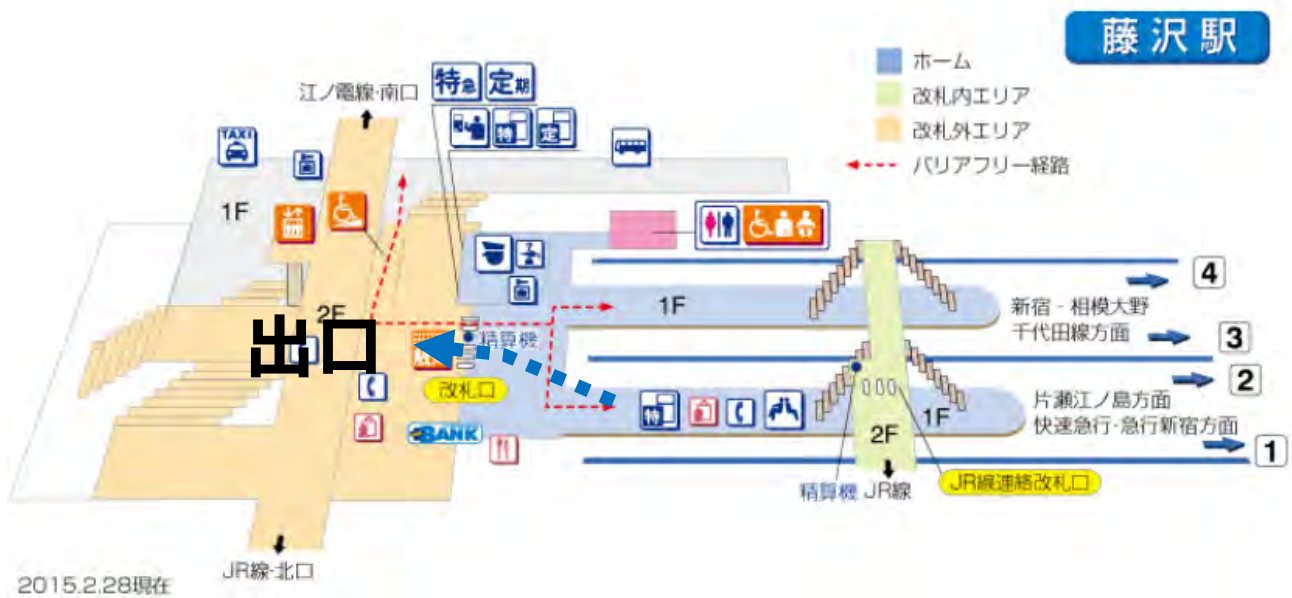 藤沢駅
ホーム
改札内エリア
改札外エリア
バリアフリー経路
江ノ電線・南口
特急 定期
特 定
TAXI
1F
2F
出口
精算機
改札口
BANK
1F
4
新宿・相模大野
千代田線方面
3
2
特
1F
片瀬江ノ島方面
快速急行・急行新宿方面
2F
1
精算機 JR線
JR線連絡改札口
JR線・北口
2015.2.28現在